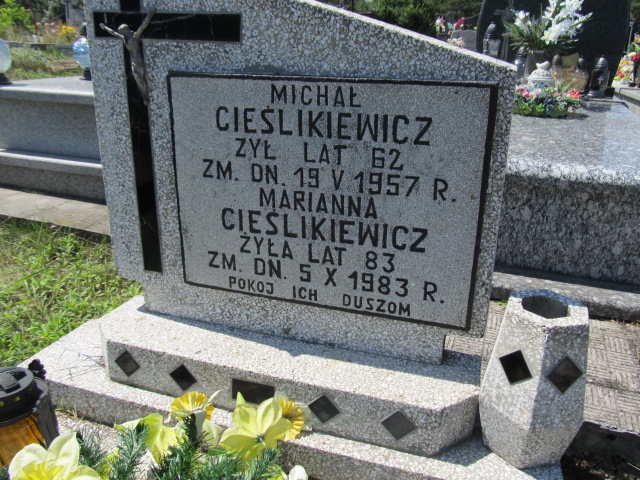 MICHAŁ
CIEŚLIKIEWICZ
ŻYŁ LAT 62
ZM. DN. 19 V 1957 R.
MARIANNA
CIEŚLIKIEWICZ
ŻYŁA LAT 83
ZM. DN. 5 X 1983 R.
POKOJ ICH DUSZOM